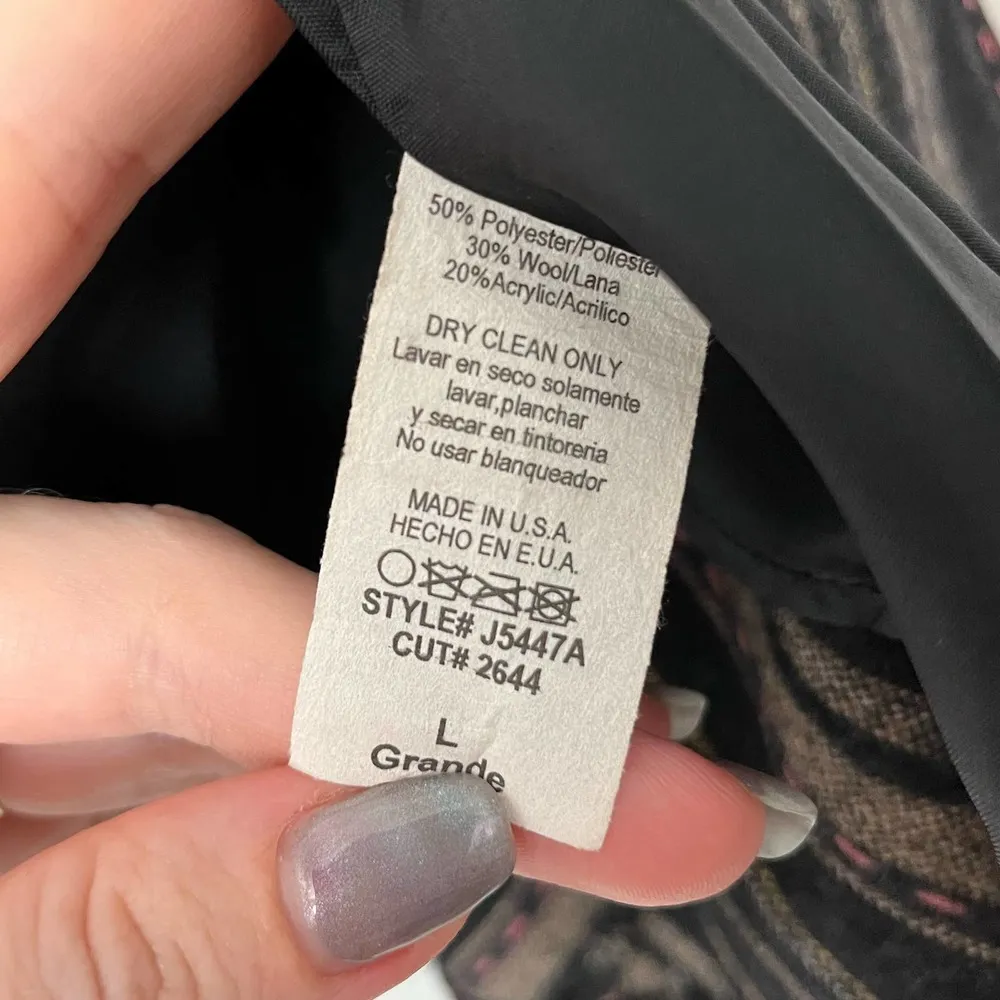 50% Polyester/Poliester
30% Wool/Lana
20%Acrylic/Acrilico
DRY CLEAN ONLY
Lavar en seco solamente
lavar,planchar
y secar en tintoreria
No usar blanqueador
MADE IN U.S.A.
HECHO EN E.U.A.
STYLE# J5447A
CUT# 2644
L
Grande